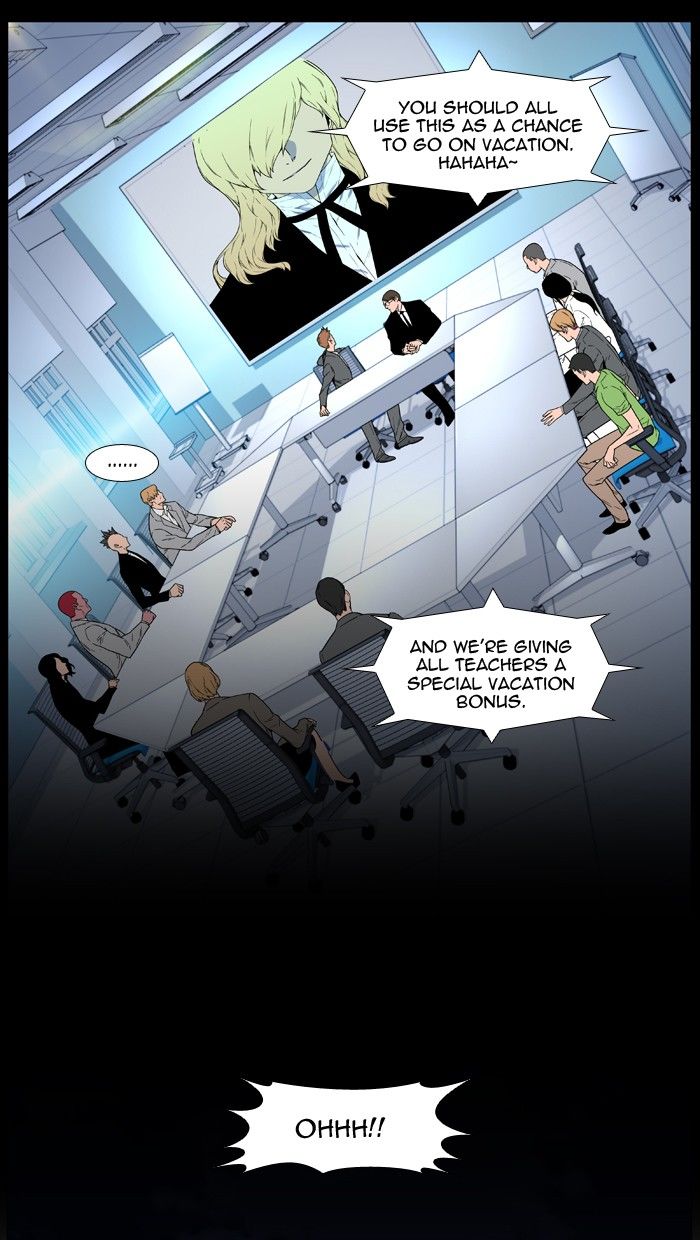 YOU SHOULD ALL
USE THIS AS A CHANCE
TO GO ON VACATION.
HAHAHA~
......
AND WE'RE GIVING
ALL TEACHERS A
SPECIAL VACATION
BONUS.
OHHH!!